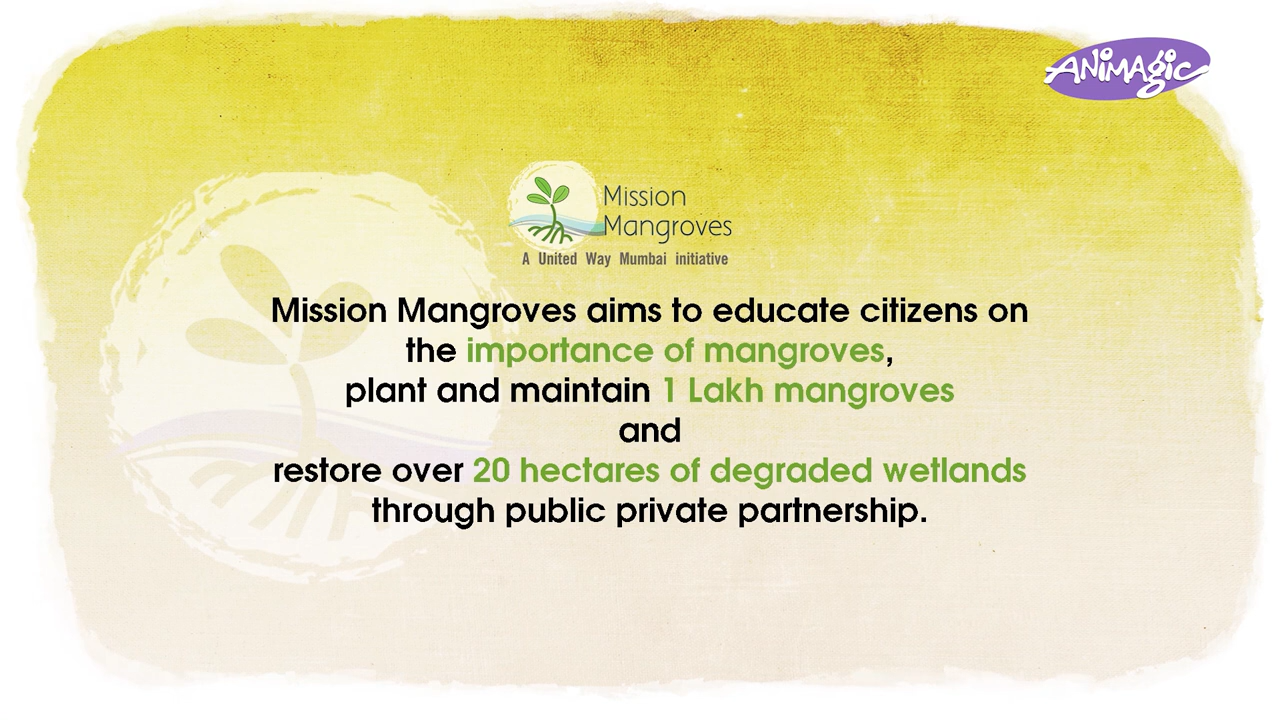 ANiMAgic
Mission
Mangroves
A United Way Mumbai initiative
Mission Mangroves aims to educate citizens on
the importance of mangroves,
plant and maintain 1 Lakh mangroves
and
restore over 20 hectares of degraded wetlands
through public private partnership.